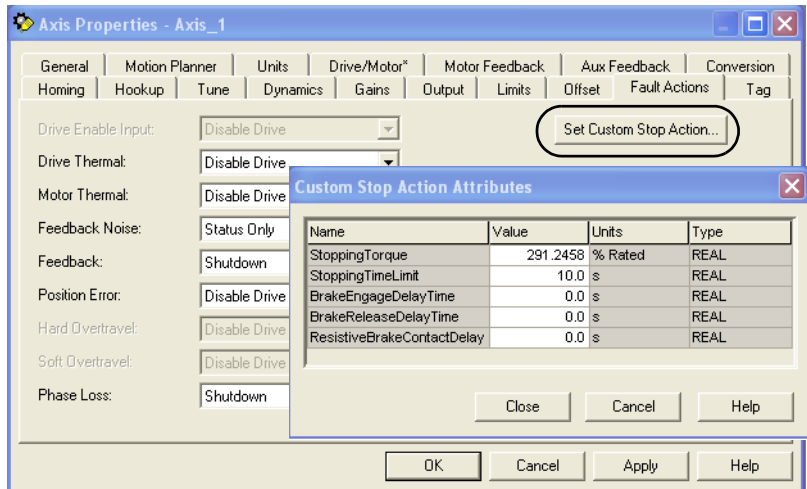 Axis Properties - Axis_1
General Motion Planner Units Drive/Motor* Motor Feedback Aux Feedback Conversion
Homing Hookup Tune Dynamics Gains Output Limits Offset Fault Actions Tag
Drive Enable Input: Disable Drive Set Custom Stop Action...
Drive Thermal: Disable Drive
Motor Thermal: Disable Drive
Feedback Noise: Status Only
Feedback: Shutdown
Position Error: Disable Drive
Hard Overtravel: Disable Drive
Soft Overtravel: Disable Drive
Phase Loss: Shutdown
Custom Stop Action Attributes
Name Value Units Type
StoppingTorque 291.2458 % Rated REAL
StoppingTimeLimit 10.0 s REAL
BrakeEngageDelayTime 0.0 s REAL
BrakeReleaseDelayTime 0.0 s REAL
ResistiveBrakeContactDelay 0.0 s REAL
Close Cancel Help
OK Cancel Apply Help